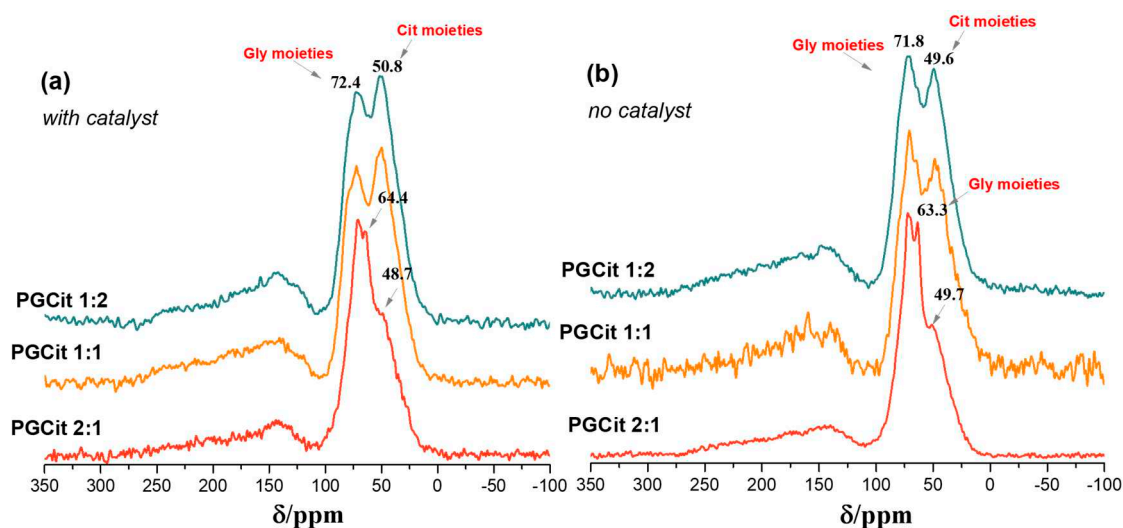 (a)
with catalyst
Gly moieties
Cit moieties
72.4
50.8
64.4
48.7
PGCit 1:2
PGCit 1:1
PGCit 2:1
350 300 250 200 150 100 50 0 -50 -100
δ/ppm
(b)
no catalyst
Gly moieties
Cit moieties
71.8
49.6
Gly moieties
63.3
49.7
PGCit 1:2
PGCit 1:1
PGCit 2:1
350 300 250 200 150 100 50 0 -50 -100
δ/ppm